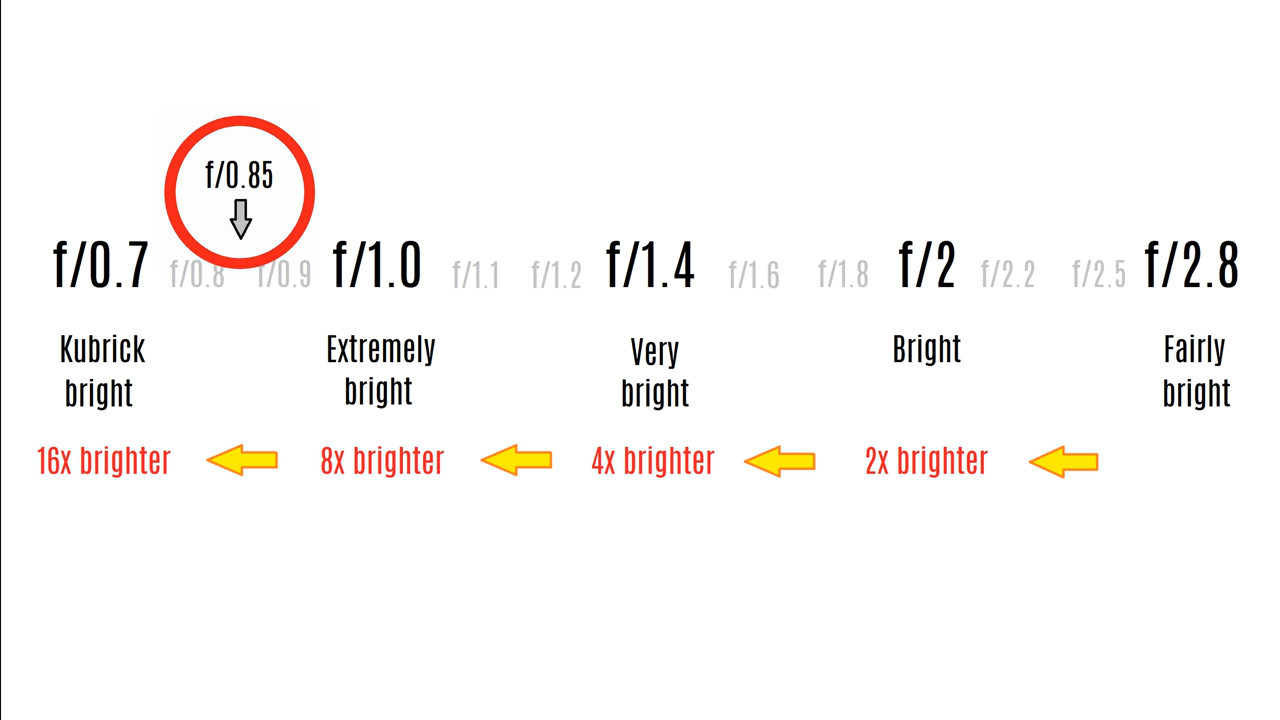 f/0.85
f/0.7 f/0.8 f/0.9 f/1.0 f/1.1 f/1.2 f/1.4 f/1.6 f/1.8 f/2 f/2.2 f/2.5 f/2.8
Kubrick Extremely Very Bright Fairly
bright bright bright bright
16x brighter 8x brighter 4x brighter 2x brighter